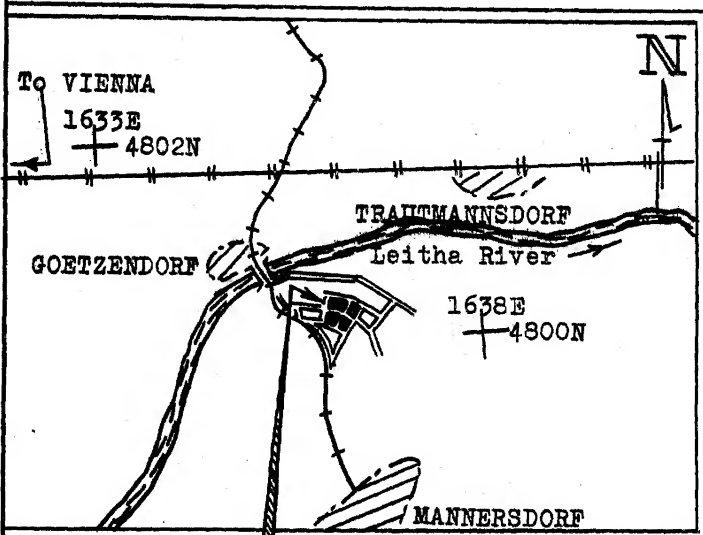 N
To VIENNA
1633E
4802N
TRAUTMANNSDORF
Leitha River
GOETZENDORF
1638E
4800N
MANNERSDORF